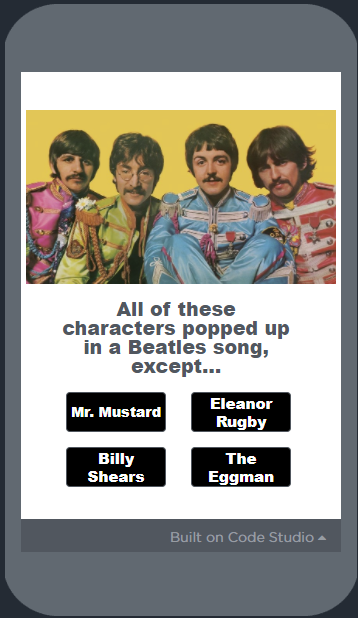 All of these
characters popped up
in a Beatles song,
except...
Mr. Mustard
Eleanor
Rugby
Billy
Shears
The
Eggman
Built on Code Studio